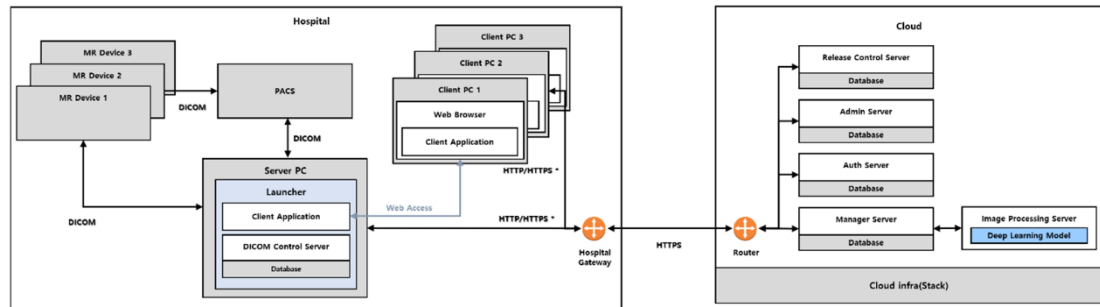 Hospital
MR Device 3
MR Device 2
MR Device 1
DICOM
PACS
DICOM
DICOM
Server PC
Launcher
Client Application
DICOM Control Server
Database
Client PC 3
Client PC 2
Client PC 1
Web Browser
Client Application
HTTP/HTTPS *
Web Access
HTTP/HTTPS *
Hospital
Gateway
HTTPS
Cloud
Router
Release Control Server
Database
Admin Server
Database
Auth Server
Database
Manager Server
Database
Image Processing Server
Deep Learning Model
Cloud infra(Stack)